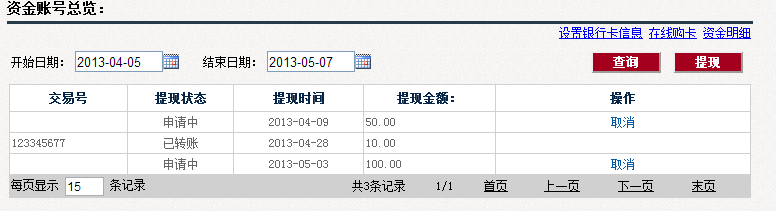 资金账号总览：
设置银行卡信息 在线购卡 资金明细
开始日期： 2013-04-05 结束日期： 2013-05-07 查询 提现
交易号 提现状态 提现时间 提现金额： 操作
申请中 2013-04-09 50.00 取消
123345677 已转账 2013-04-28 10.00
申请中 2013-05-03 100.00 取消
每页显示 15 条记录 共3条记录 1/1 首页 上一页 下一页 末页